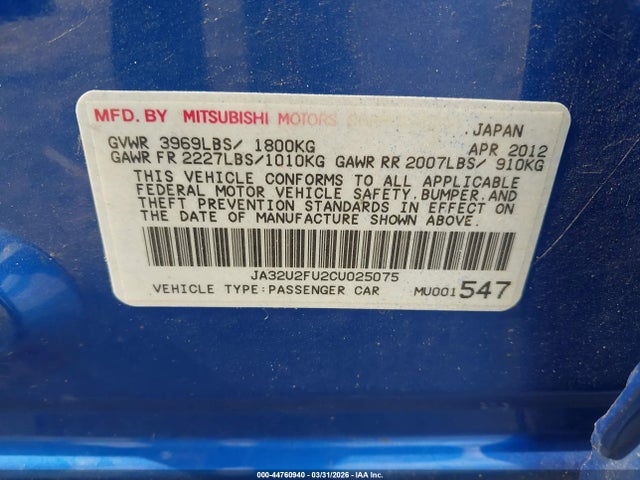 MFD. BY MITSUBISHI MOTORS
JAPAN
GVWR 3969LBS/ 1800KG
APR 2012
GAWR FR 2227LBS/1010KG GAWR RR 2007LBS/ 910KG
THIS VEHICLE CONFORMS TO ALL APPLICABLE
FEDERAL MOTOR VEHICLE SAFETY,BUMPER,AND
THEFT PREVENTION STANDARDS IN EFFECT ON
THE DATE OF MANUFACTURE SHOWN ABOVE.
JA32U2FU2CU025075
VEHICLE TYPE:PASSENGER CAR
MU001547
000-44760940 - 03/31/2026 - IAA Inc.